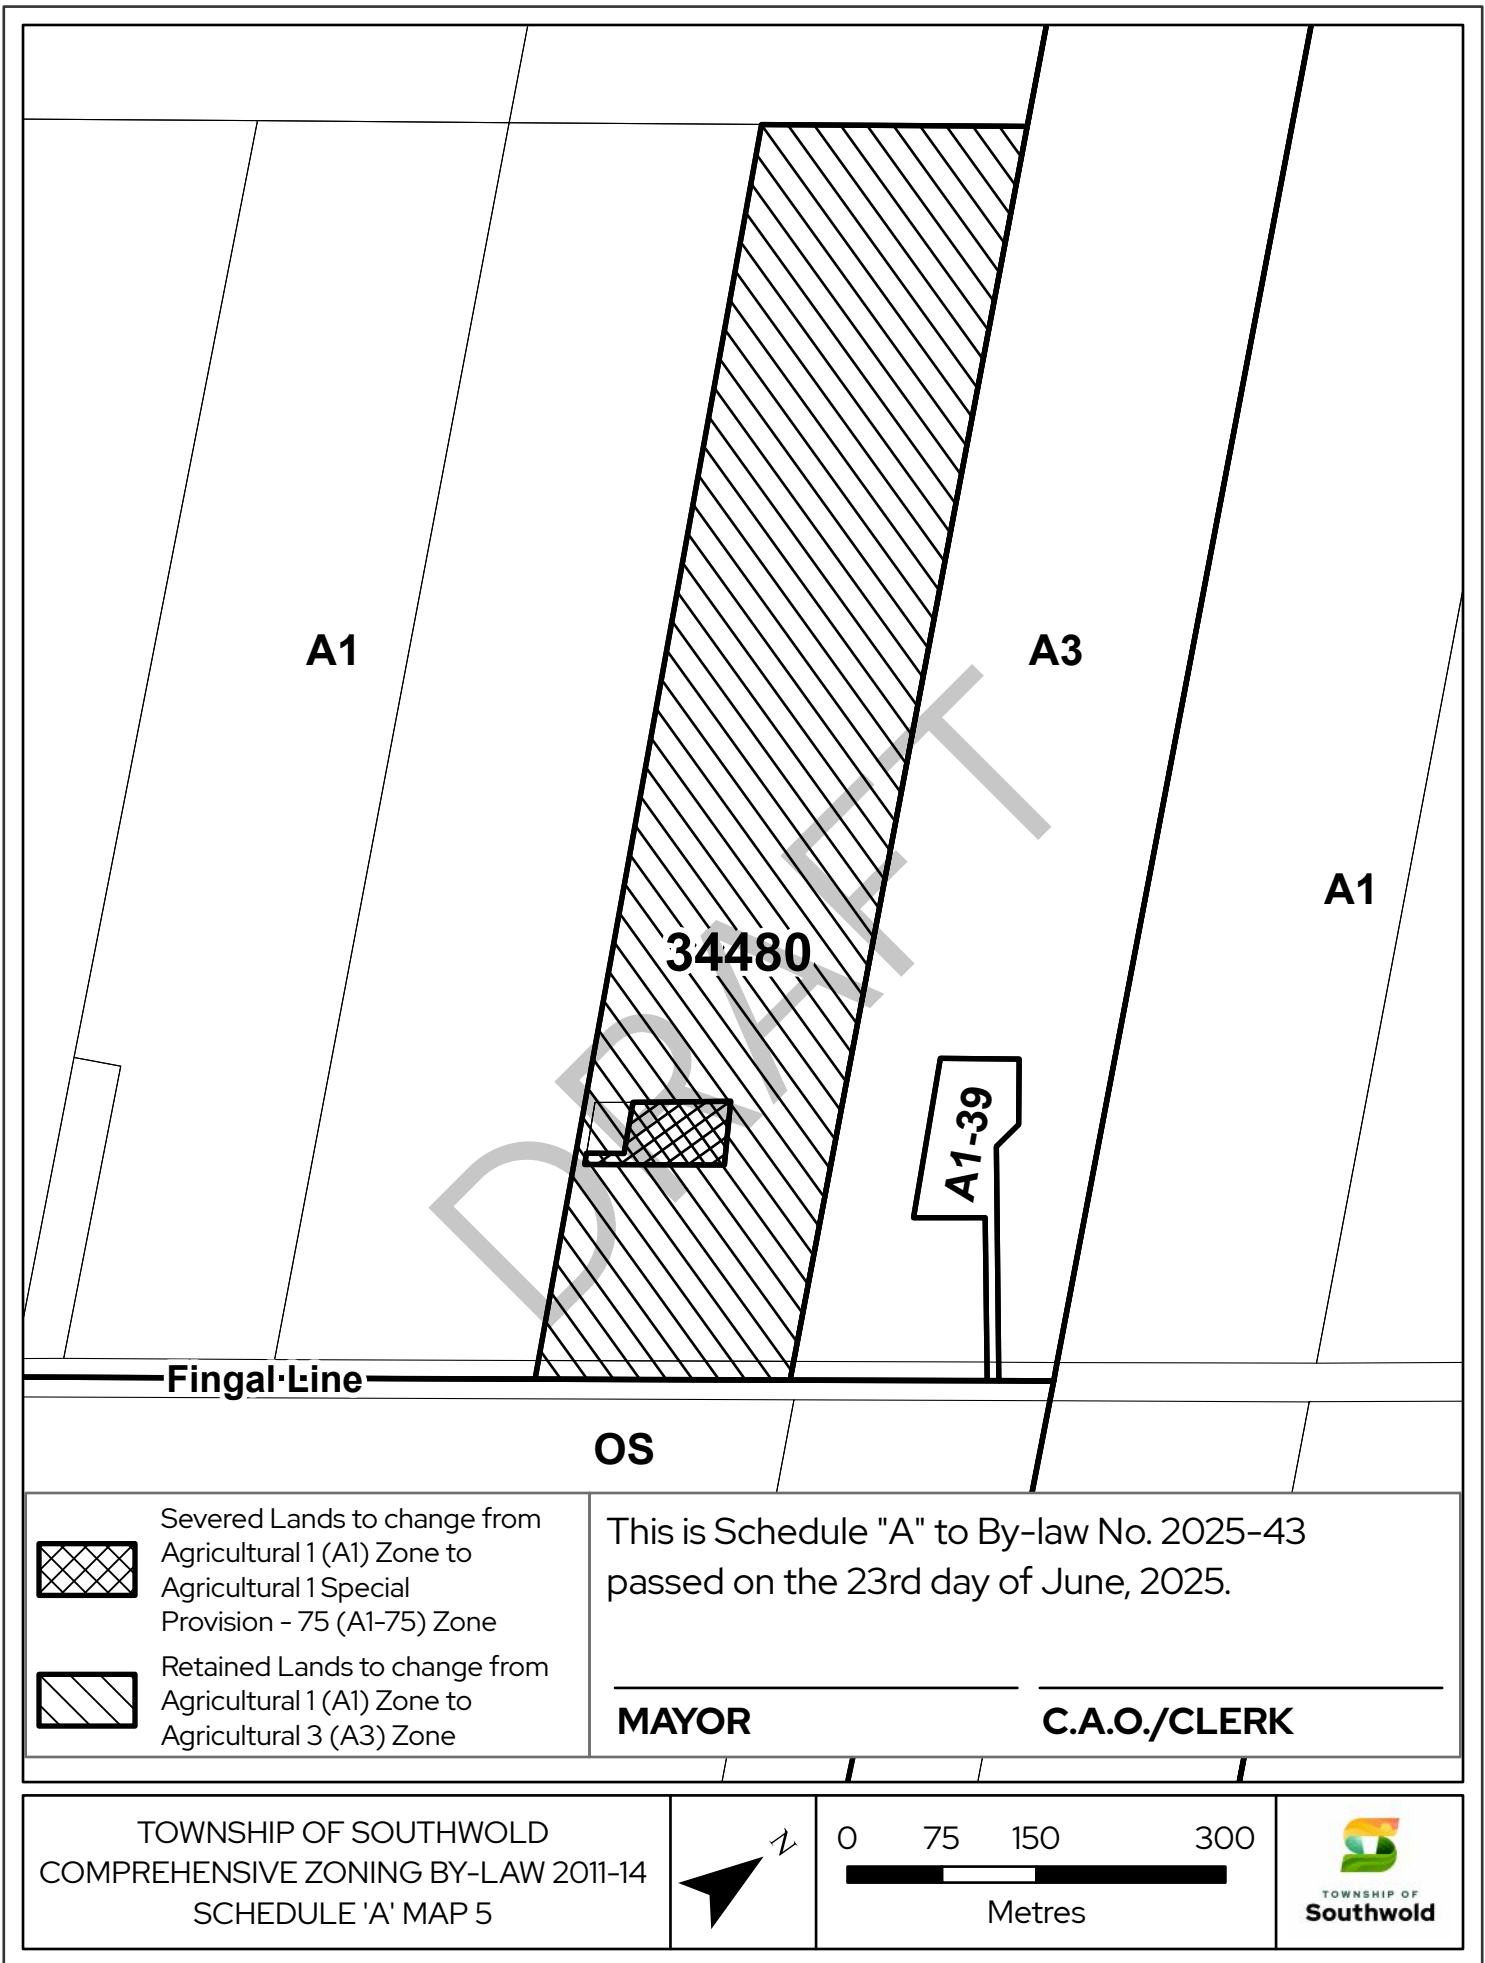 A1
A3
A1
34480
DRAFT
A1-39
Fingal Line
OS
Severed Lands to change from
Agricultural 1 (A1) Zone to
Agricultural 1 Special
Provision - 75 (A1-75) Zone
Retained Lands to change from
Agricultural 1 (A1) Zone to
Agricultural 3 (A3) Zone
This is Schedule "A" to By-law No. 2025-43
passed on the 23rd day of June, 2025.
MAYOR
C.A.O./CLERK
TOWNSHIP OF SOUTHWOLD
COMPREHENSIVE ZONING BY-LAW 2011-14
SCHEDULE 'A' MAP 5
N
0 75 150 300
Metres
TOWNSHIP OF
Southwold